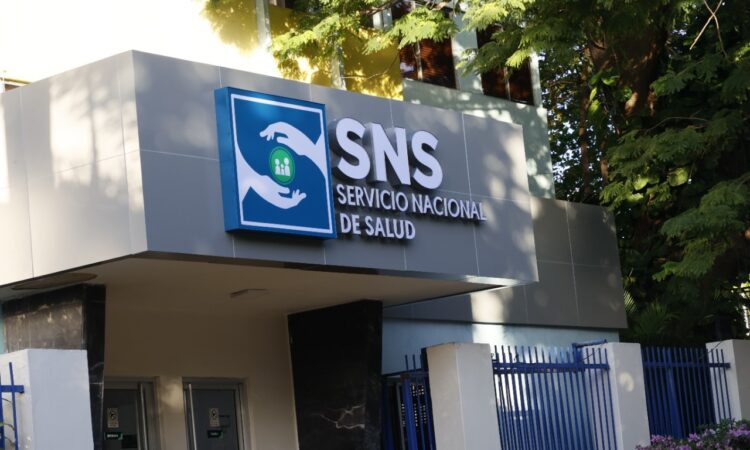 SNS
SERVICIO NACIONAL
DE SALUD